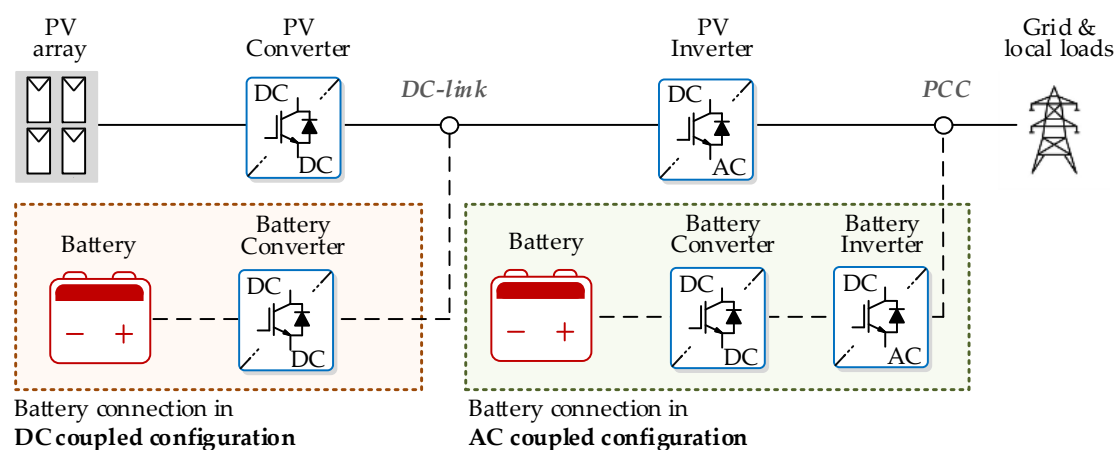 PV
array
PV
Converter
DC-link
PV
Inverter
PCC
Grid &
local loads
DC
DC
DC
AC
Battery
Battery
Converter
DC
DC
Battery connection in
DC coupled configuration
Battery
Battery
Converter
Battery
Inverter
DC
DC
DC
AC
Battery connection in
AC coupled configuration